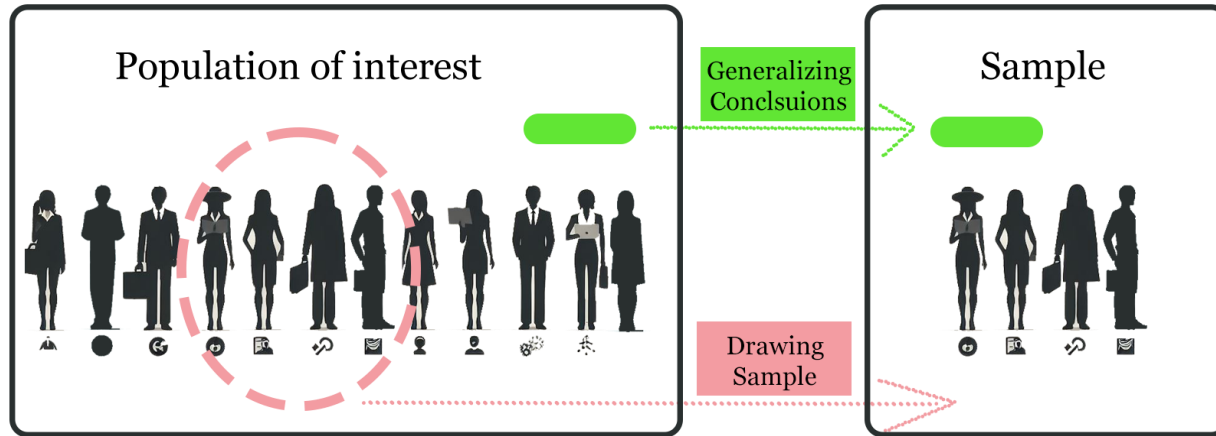 Population of interest
Generalizing
Conclsuions
Sample
Drawing
Sample